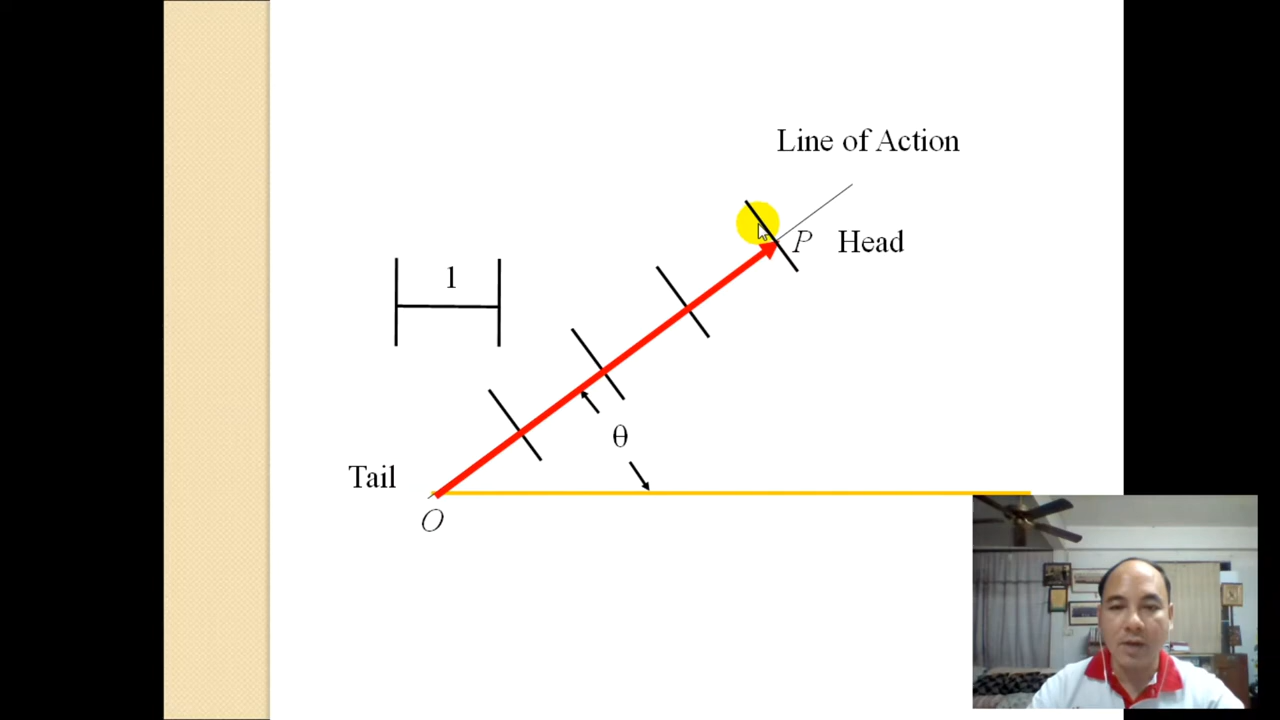 Line of Action
P Head
1
θ
Tail
O